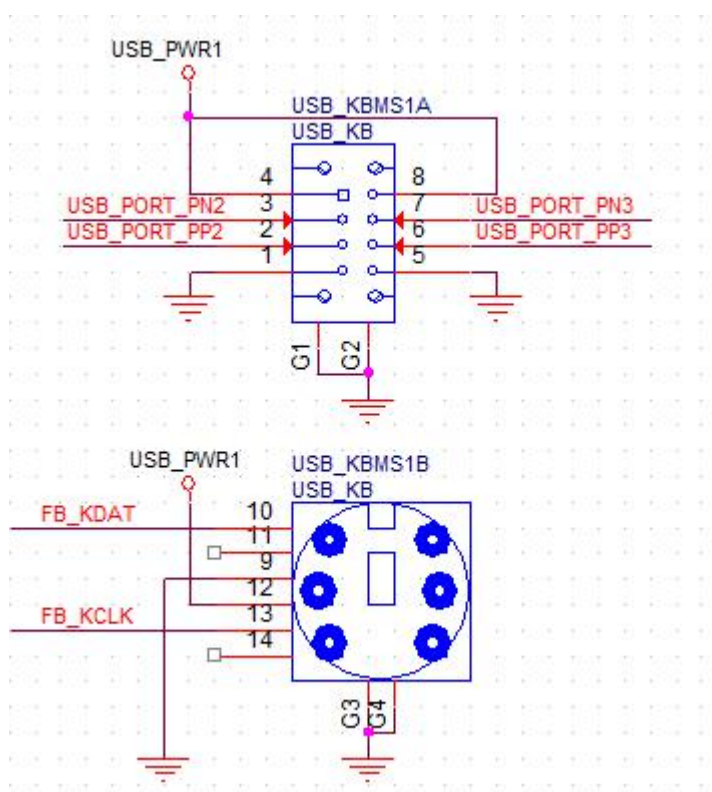 USB_PWR1
USB_KBMS1A
USB_KB
4
8
USB_PORT_PN2
3
7
USB_PORT_PN3
USB_PORT_PP2
2
6
USB_PORT_PP3
1
5
G1
G2
USB_PWR1
USB_KBMS1B
USB_KB
FB_KDAT
10
11
9
12
FB_KCLK
13
14
G3
G4